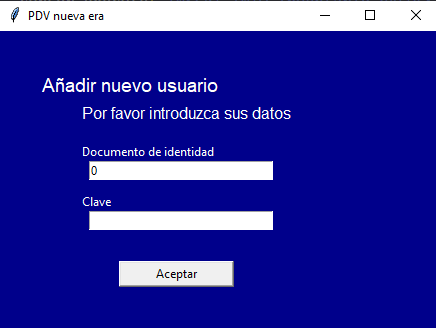 PDV nueva era
Añadir nuevo usuario
Por favor introduzca sus datos
Documento de identidad
0
Clave
Aceptar